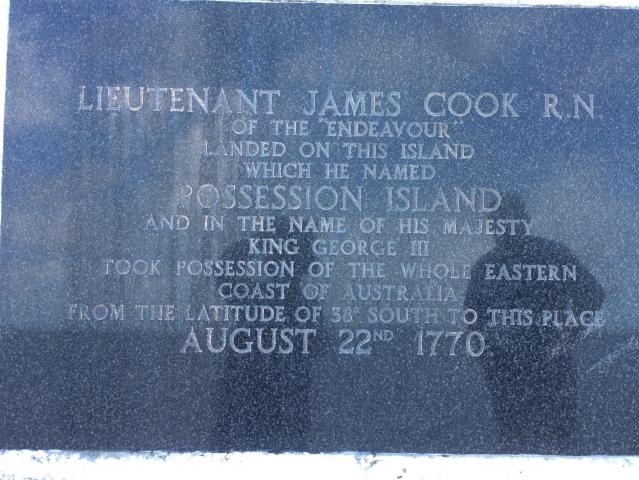 LIEUTENANT JAMES COOK R.N.
OF THE "ENDEAVOUR"
LANDED ON THIS ISLAND
WHICH HE NAMED
POSSESSION ISLAND
AND IN THE NAME OF HIS MAJESTY
KING GEORGE III
TOOK POSSESSION OF THE WHOLE EASTERN
COAST OF AUSTRALIA
FROM THE LATITUDE OF 38° SOUTH TO THIS PLACE
AUGUST 22ND 1770